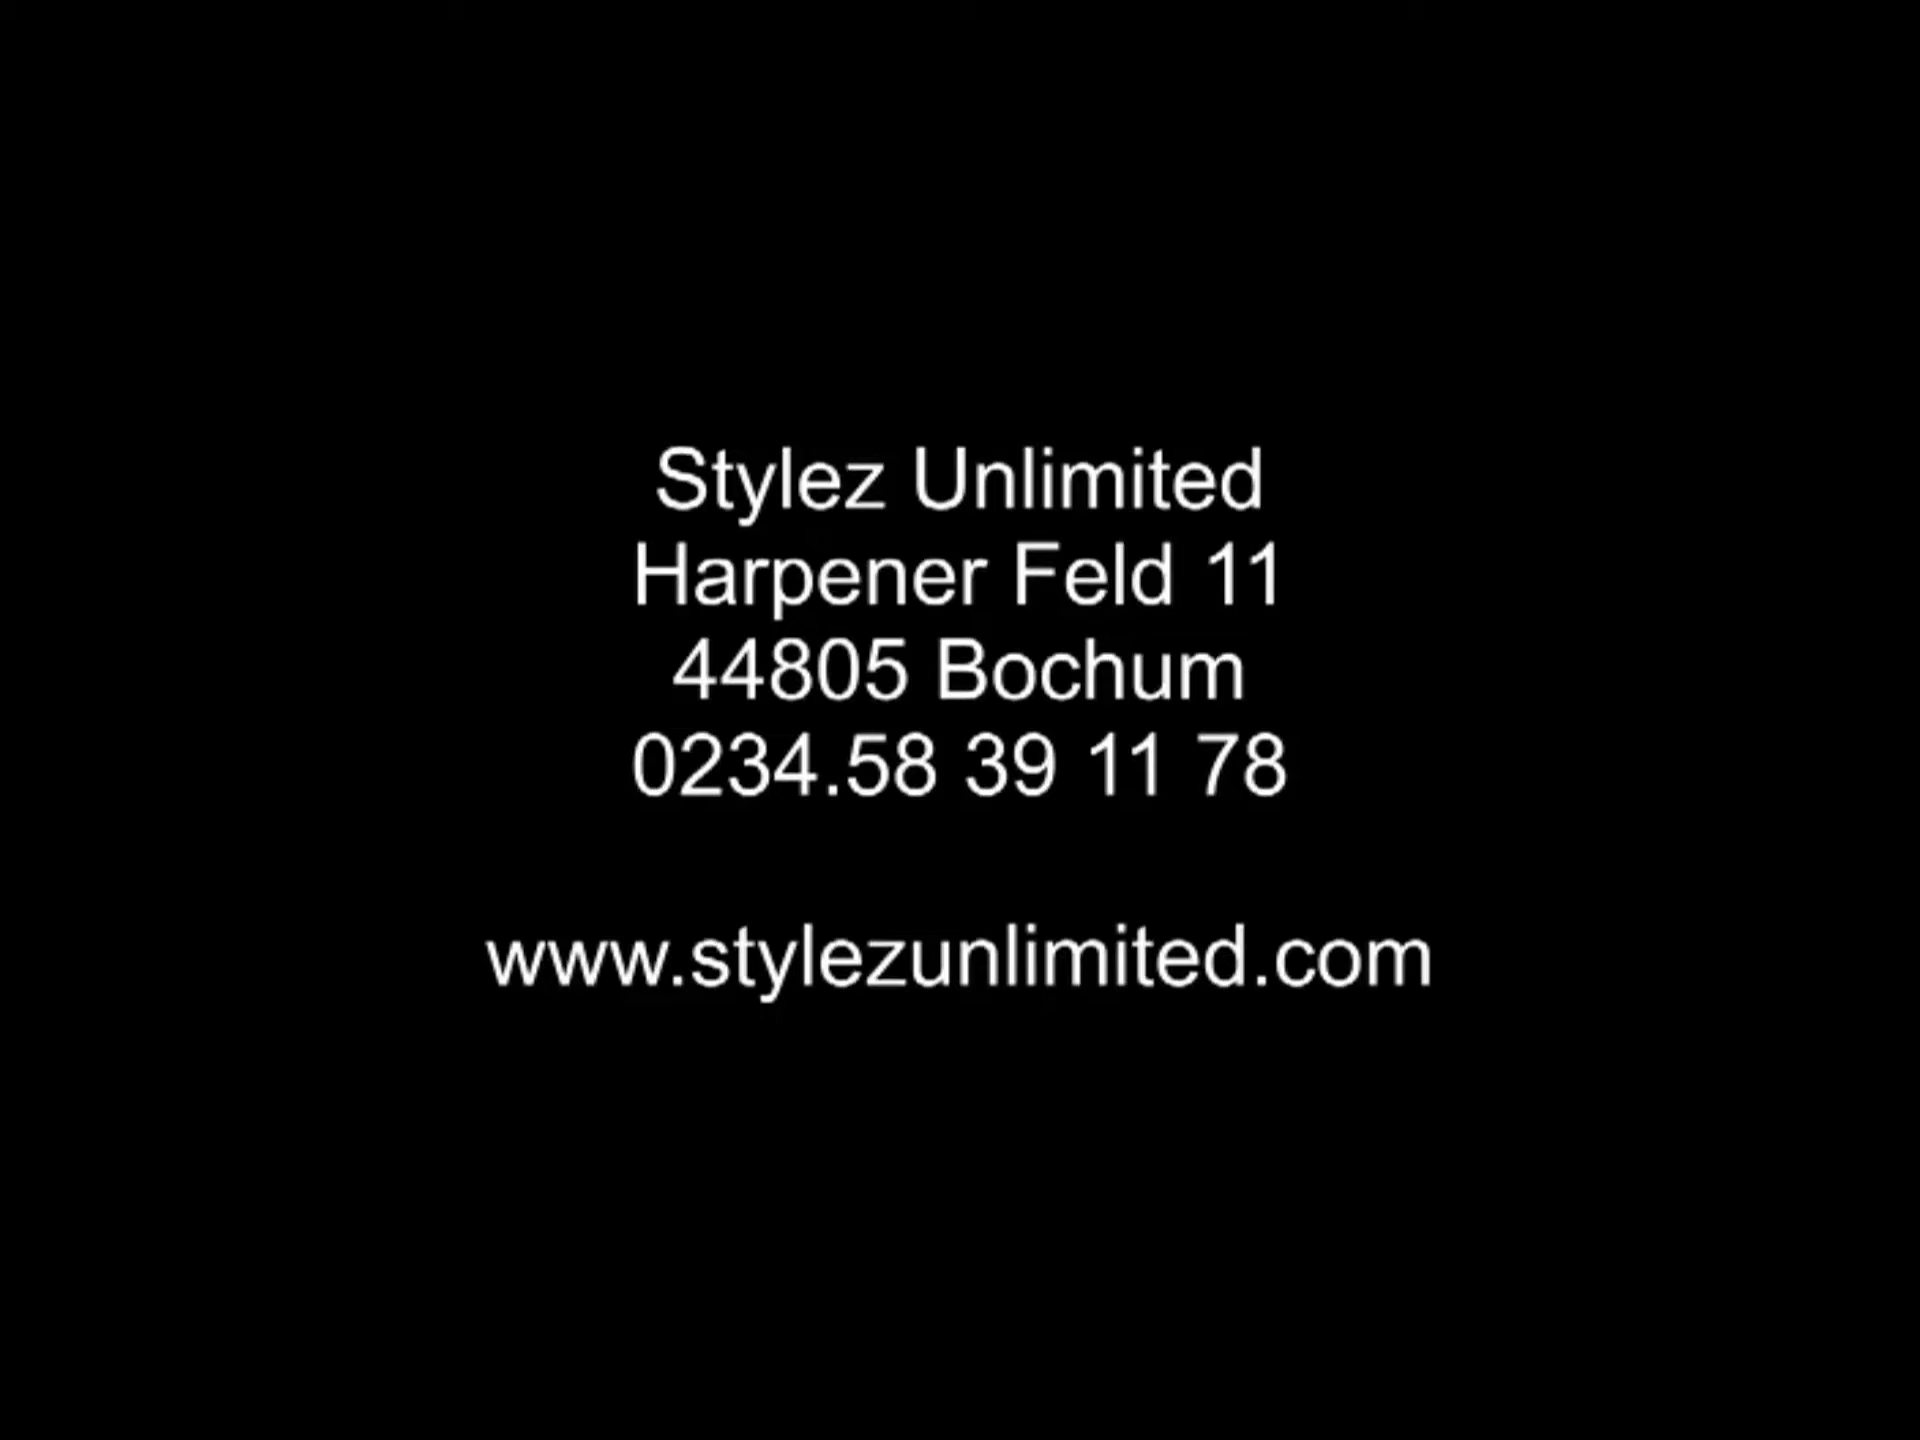 Stylez Unlimited
Harpener Feld 11
44805 Bochum
0234.58 39 11 78
www.stylezunlimited.com